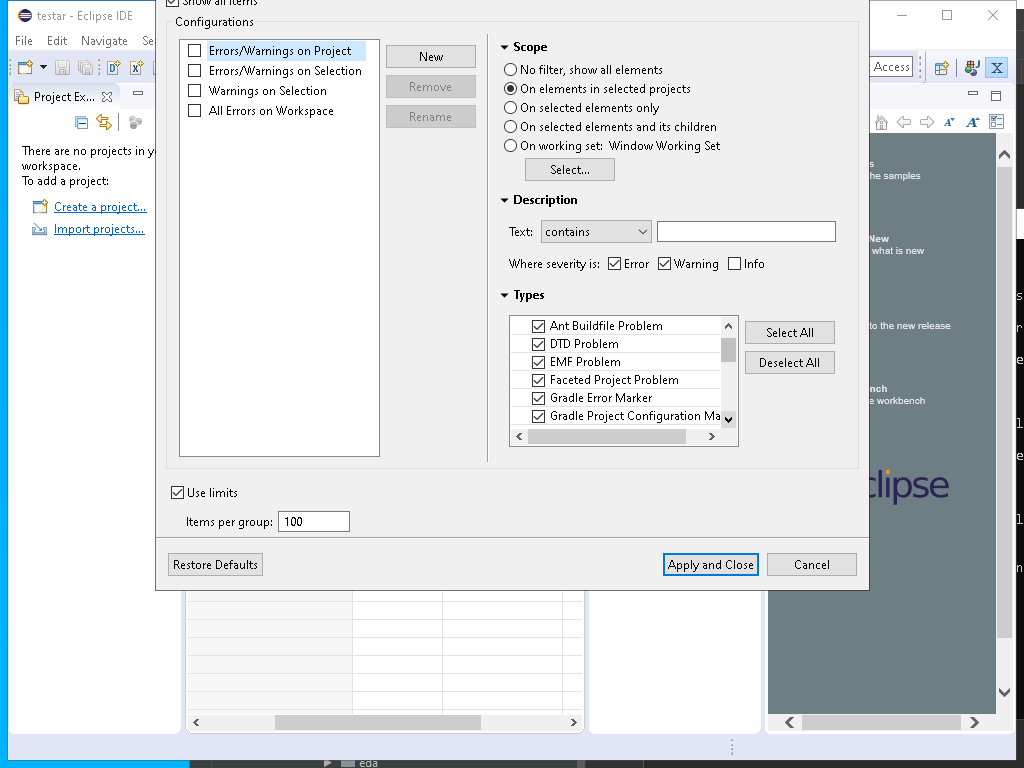 Show all items
testar - Eclipse IDE
Configurations
File Edit Navigate Se
Errors/Warnings on Project
Errors/Warnings on Selection
Warnings on Selection
All Errors on Workspace
New
Remove
Rename
Scope
No filter, show all elements
On elements in selected projects
On selected elements only
On selected elements and its children
On working set: Window Working Set
Select...
Description
Text: contains
Where severity is: Error Warning Info
Types
Ant Buildfile Problem
DTD Problem
EMF Problem
Faceted Project Problem
Gradle Error Marker
Gradle Project Configuration Ma
Select All
Deselect All
Use limits
Items per group: 100
Restore Defaults
Apply and Close
Cancel
Project Ex...
There are no projects in y
workspace.
To add a project:
Create a project...
Import projects...
Access
s
the samples
New
what is new
to the new release
nch
e workbench
clipse
eda